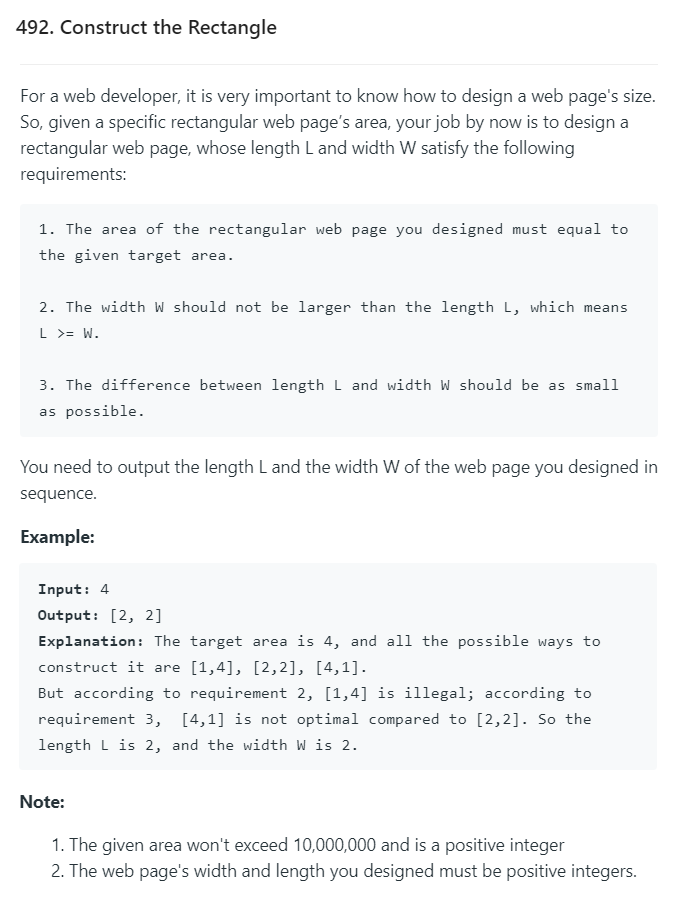 492. Construct the Rectangle
For a web developer, it is very important to know how to design a web page's size.
So, given a specific rectangular web page’s area, your job by now is to design a
rectangular web page, whose length L and width W satisfy the following
requirements:
1. The area of the rectangular web page you designed must equal to
the given target area.
2. The width W should not be larger than the length L, which means
L >= W.
3. The difference between length L and width W should be as small
as possible.
You need to output the length L and the width W of the web page you designed in
sequence.
Example:
Input: 4
Output: [2, 2]
Explanation: The target area is 4, and all the possible ways to
construct it are [1,4], [2,2], [4,1].
But according to requirement 2, [1,4] is illegal; according to
requirement 3,  [4,1] is not optimal compared to [2,2]. So the
length L is 2, and the width W is 2.
Note:
1. The given area won't exceed 10,000,000 and is a positive integer
2. The web page's width and length you designed must be positive integers.